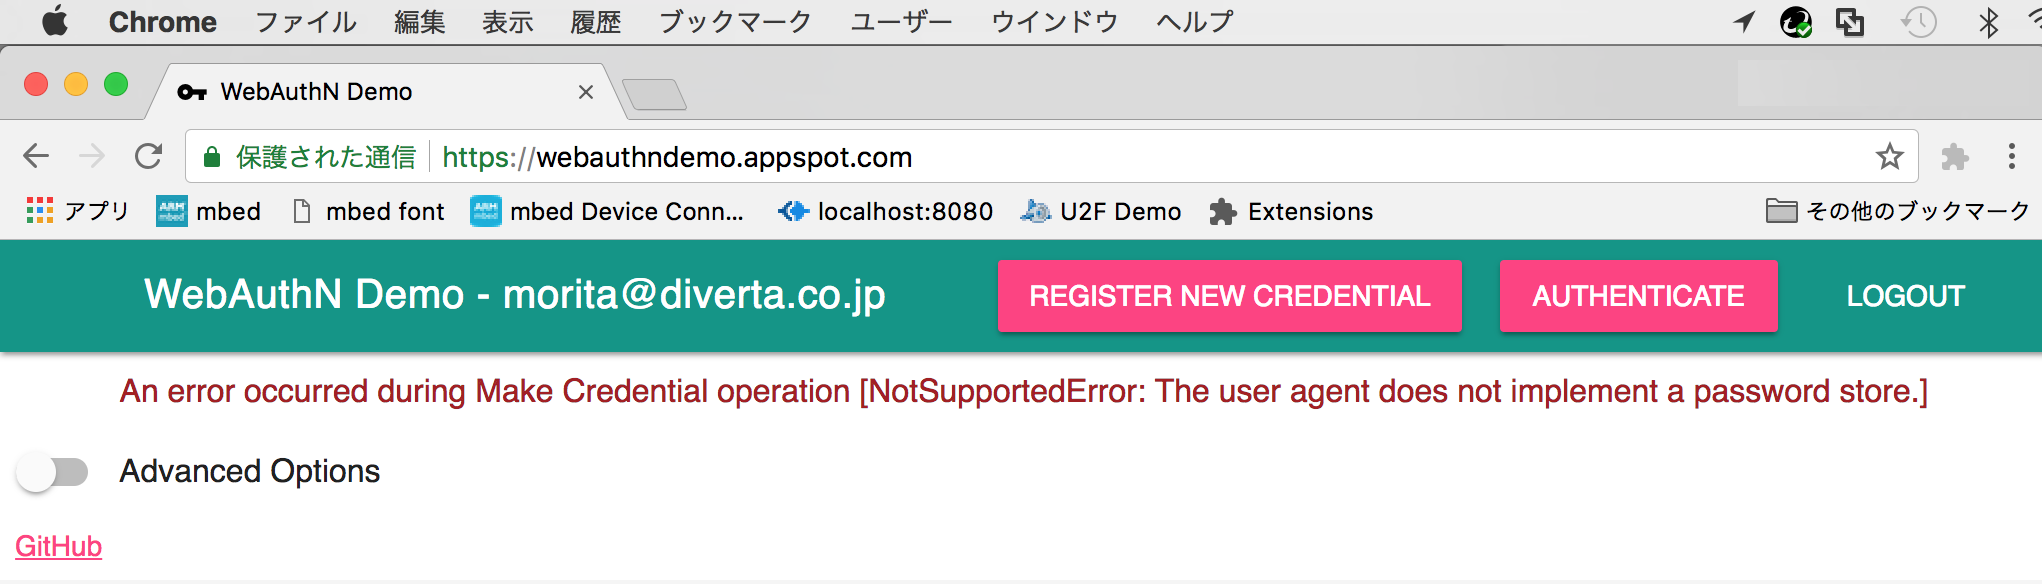 Chrome ファイル 編集 表示 履歴 ブックマーク ユーザー ウインドウ ヘルプ
WebAuthN Demo
保護された通信 https://webauthndemo.appspot.com
アプリ ARM mbed mbed mbed font ARM mbed mbed Device Conn... localhost:8080 U2F Demo Extensions その他のブックマーク
WebAuthN Demo - morita@diverta.co.jp REGISTER NEW CREDENTIAL AUTHENTICATE LOGOUT
An error occurred during Make Credential operation [NotSupportedError: The user agent does not implement a password store.]
Advanced Options
GitHub